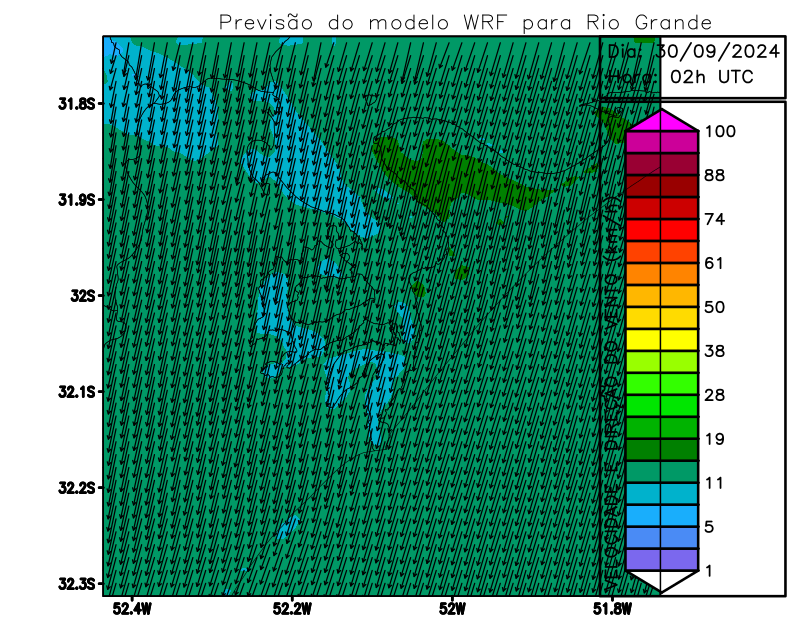 Previsão do modelo WRF para Rio Grande
Dia: 30/09/2024
Hora: 02h UTC
31.8S
31.9S
32S
32.1S
32.2S
32.3S
52.4W
52.2W
52W
51.8W
VELOCIDADE E DIREÇÃO DO VENTO (km/h)
100
88
74
61
50
38
28
19
11
5
1